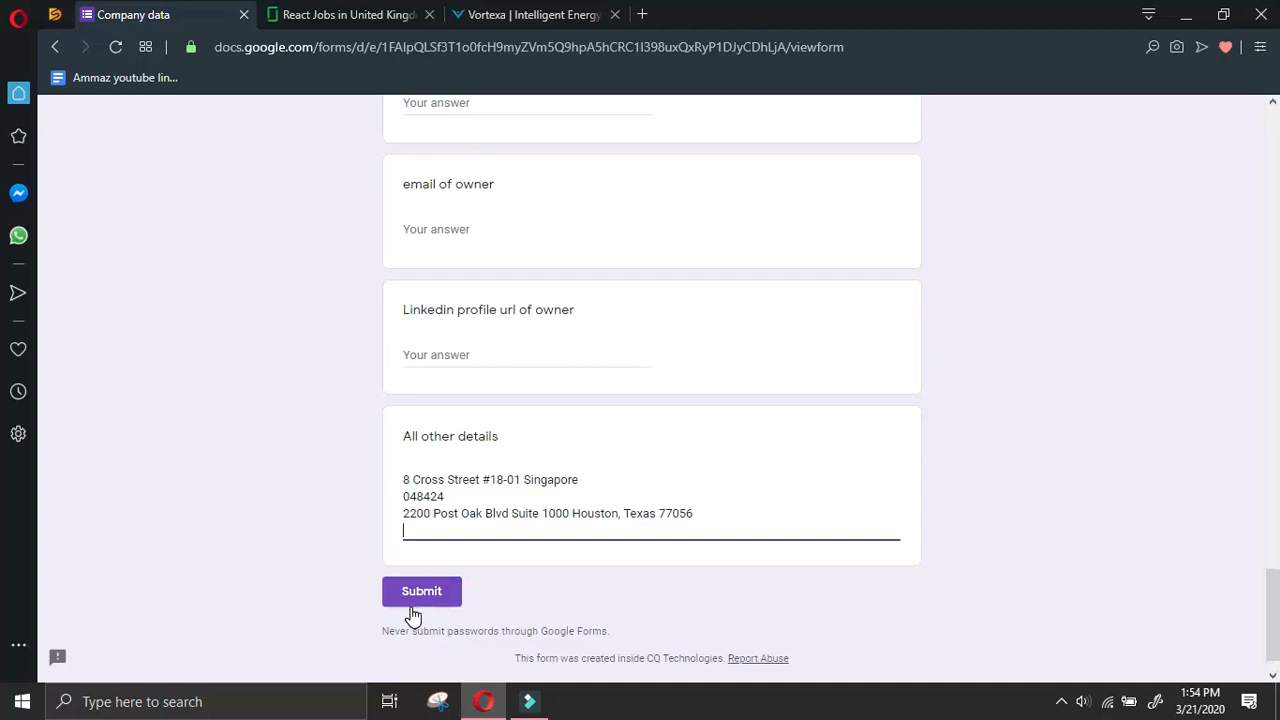 Company data
React Jobs in United Kingd
Vortexa | Intelligent Energy
docs.google.com/forms/d/e/1FAIpQLSf3T1o0fcH9myZVm5Q9hpA5hCRC1I398uxQxRyP1DJyCDhLjA/viewform
Ammaz youtube lin...
Your answer
email of owner
Your answer
Linkedin profile url of owner
Your answer
All other details
8 Cross Street #18-01 Singapore
048424
2200 Post Oak Blvd Suite 1000 Houston, Texas 77056
Submit
Never submit passwords through Google Forms.
This form was created inside CQ Technologies. Report Abuse
Type here to search
1:54 PM
3/21/2020